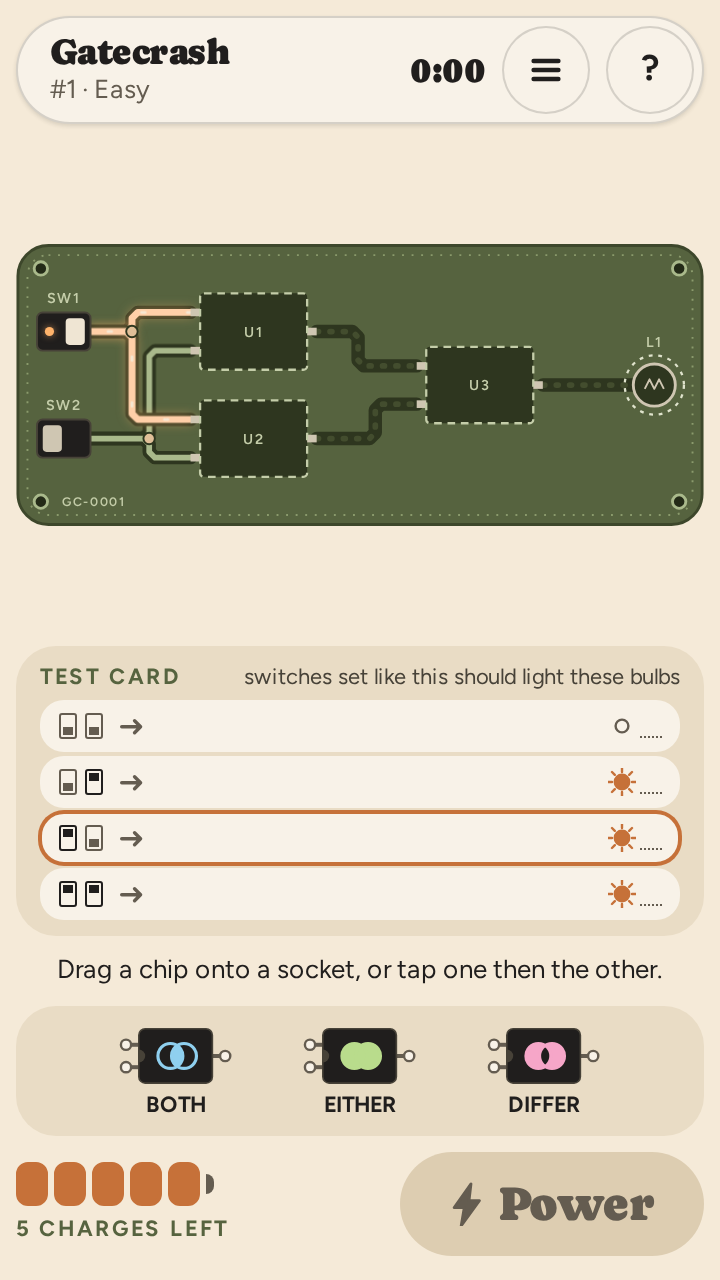 Gatecrash
#1 · Easy
0:00
?
SW1
U1
L1
U3
SW2
U2
GC-0001
TEST CARD
switches set like this should light these bulbs
Drag a chip onto a socket, or tap one then the other.
BOTH
EITHER
DIFFER
5 CHARGES LEFT
Power